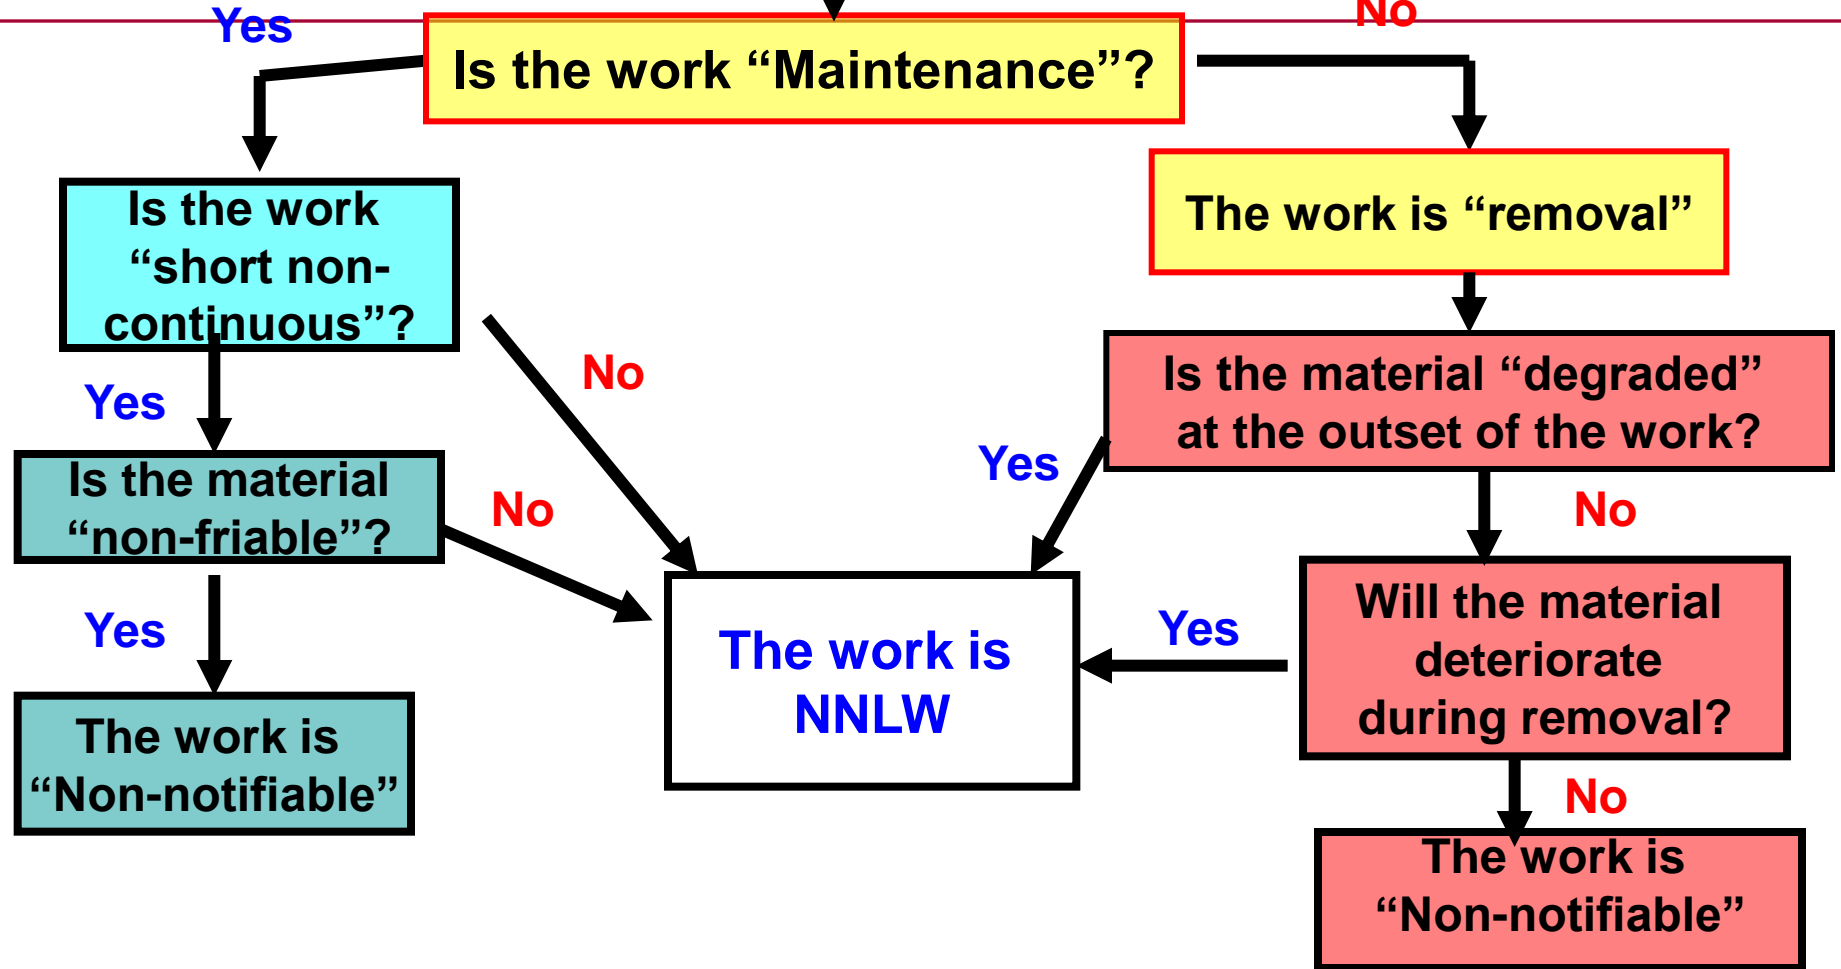 Yes
No
Is the work “Maintenance”?
Is the work
“short non-
continuous”?
The work is “removal”
No
Yes
Is the material “degraded”
at the outset of the work?
Yes
Is the material
“non-friable”?
No
No
Yes
The work is
NNLW
Yes
Will the material
deteriorate
during removal?
The work is
“Non-notifiable”
No
The work is
“Non-notifiable”